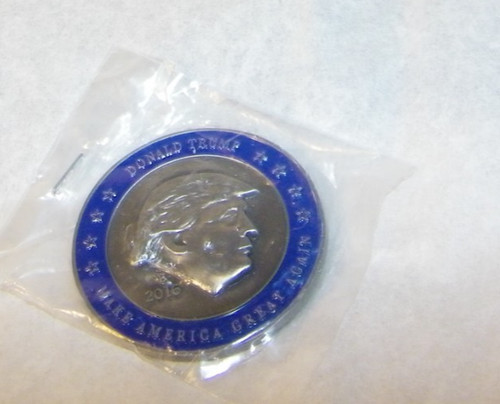 DONALD TRUMP
2016
MAKE AMERICA GREAT AGAIN